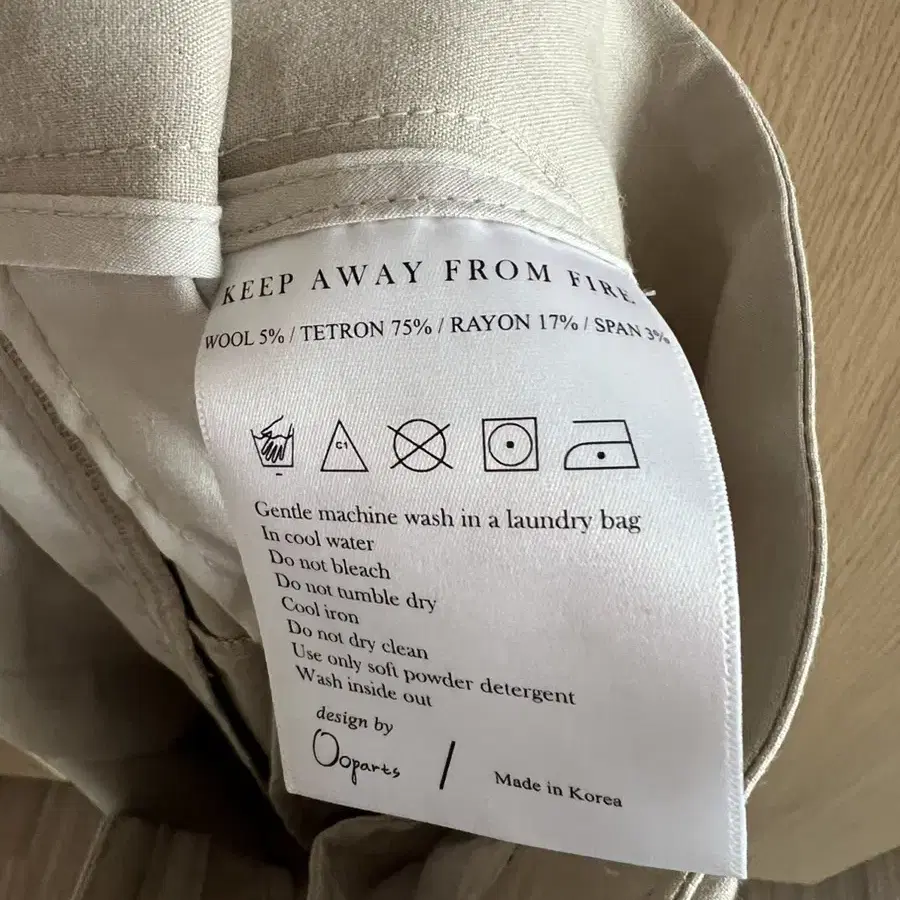 KEEP AWAY FROM FIRE
WOOL 5% / TETRON 75% / RAYON 17% / SPAN 3%
C1
Gentle machine wash in a laundry bag
In cool water
Do not bleach
Do not tumble dry
Cool iron
Do not dry clean
Use only soft powder detergent
Wash inside out
design by
Ooparts / Made in Korea